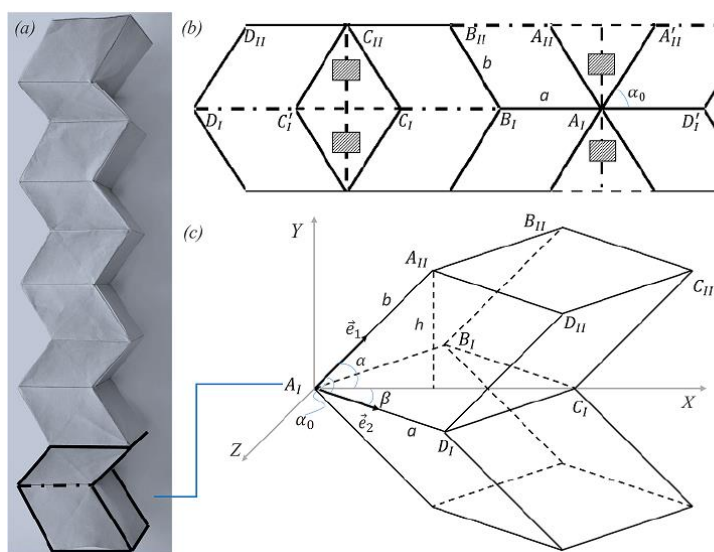 (a)
(b)
D_II
C_II
B_II
A_II
A'_II
b
a
α_0
D_I
C'_I
C_I
B_I
A_I
D'_I
(c)
Y
B_II
A_II
C_II
b
h
D_II
e⃗_1
B_I
α
A_I
β
X
C_I
α_0
e⃗_2
a
Z
D_I